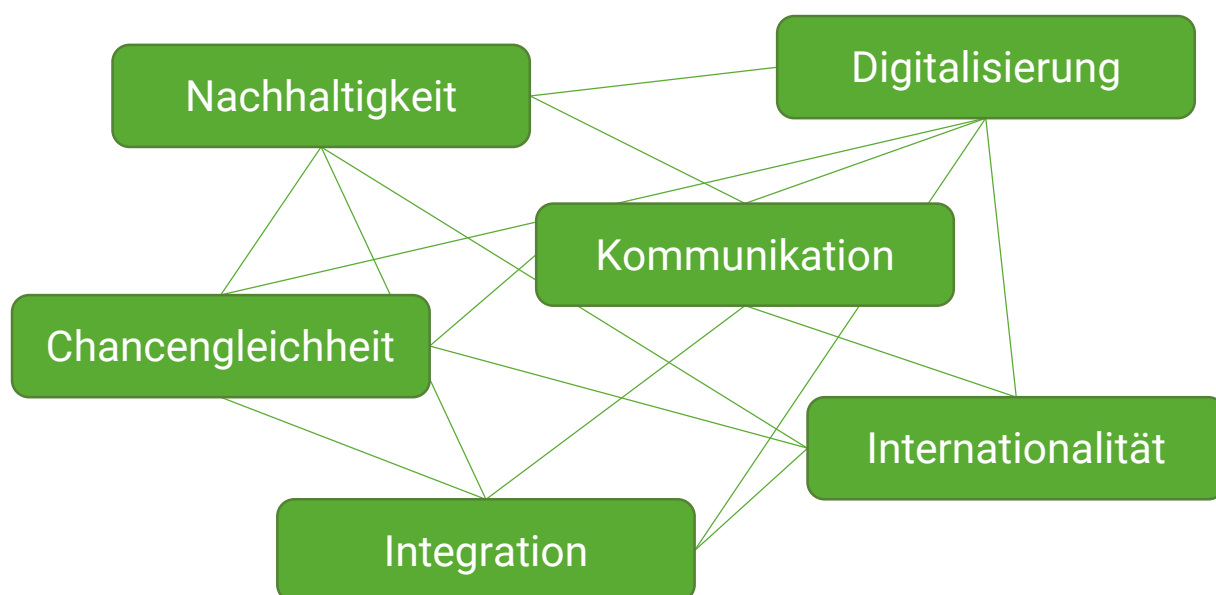 Nachhaltigkeit
Digitalisierung
Kommunikation
Chancengleichheit
Internationalität
Integration